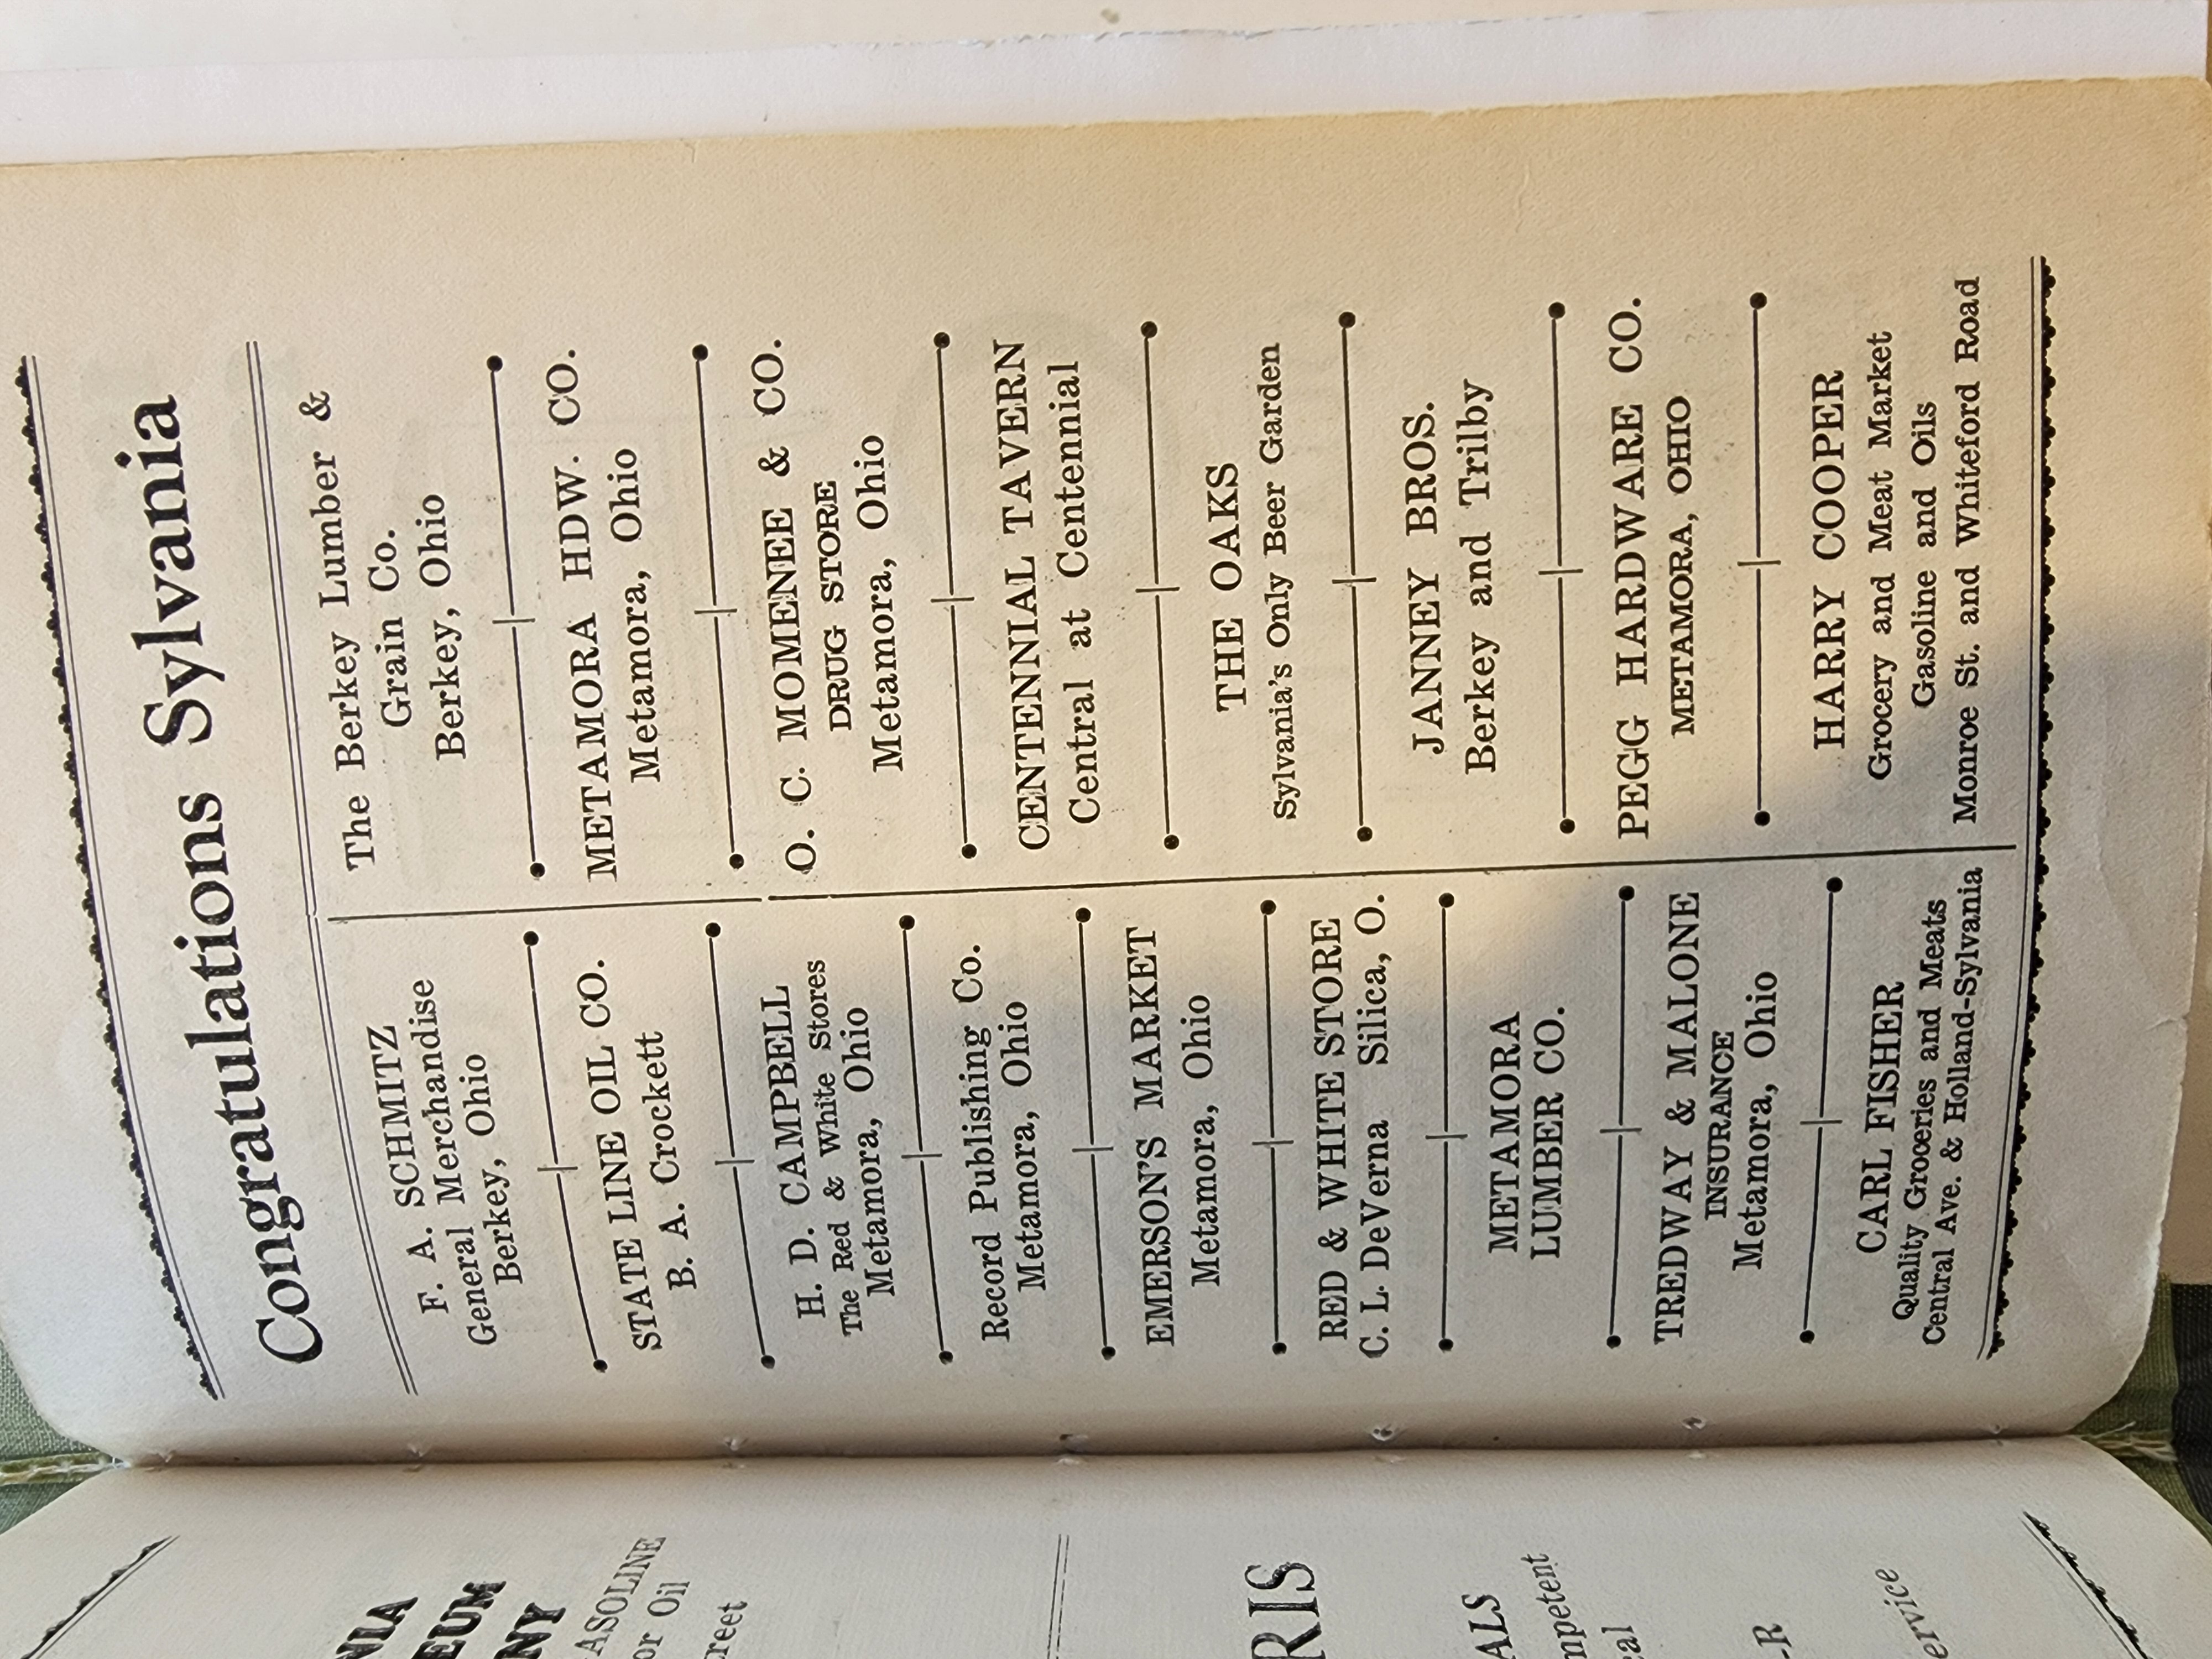 Congratulations Sylvania
F. A. SCHMITZ
General Merchandise
Berkey, Ohio
STATE LINE OIL CO.
B. A. Crockett
H. D. CAMPBELL
The Red & White Stores
Metamora, Ohio
Record Publishing Co.
Metamora, Ohio
EMERSON'S MARKET
Metamora, Ohio
RED & WHITE STORE
C. L. DeVerna Silica, O.
METAMORA
LUMBER CO.
TREDWAY & MALONE
INSURANCE
Metamora, Ohio
CARL FISHER
Quality Groceries and Meats
Central Ave. & Holland-Sylvania
The Berkey Lumber &
Grain Co.
Berkey, Ohio
METAMORA HDW. CO.
Metamora, Ohio
O. C. MOMENEE & CO.
DRUG STORE
Metamora, Ohio
CENTENNIAL TAVERN
Central at Centennial
THE OAKS
Sylvania's Only Beer Garden
JANNEY BROS.
Berkey and Trilby
PEGG HARDWARE CO.
METAMORA, OHIO
HARRY COOPER
Grocery and Meat Market
Gasoline and Oils
Monroe St. and Whiteford Road
Oil